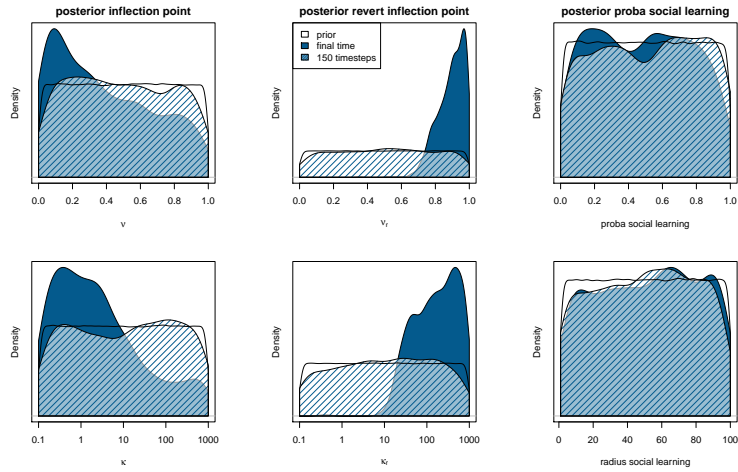 posterior inflection point
posterior revert inflection point
posterior proba social learning
prior
final time
150 timesteps
Density
Density
Density
0.0 0.2 0.4 0.6 0.8 1.0
0.0 0.2 0.4 0.6 0.8 1.0
0.0 0.2 0.4 0.6 0.8 1.0
ν
νr
proba social learning
Density
Density
Density
0.1 1 10 100 1000
0.1 1 10 100 1000
0 20 40 60 80 100
κ
κr
radius social learning